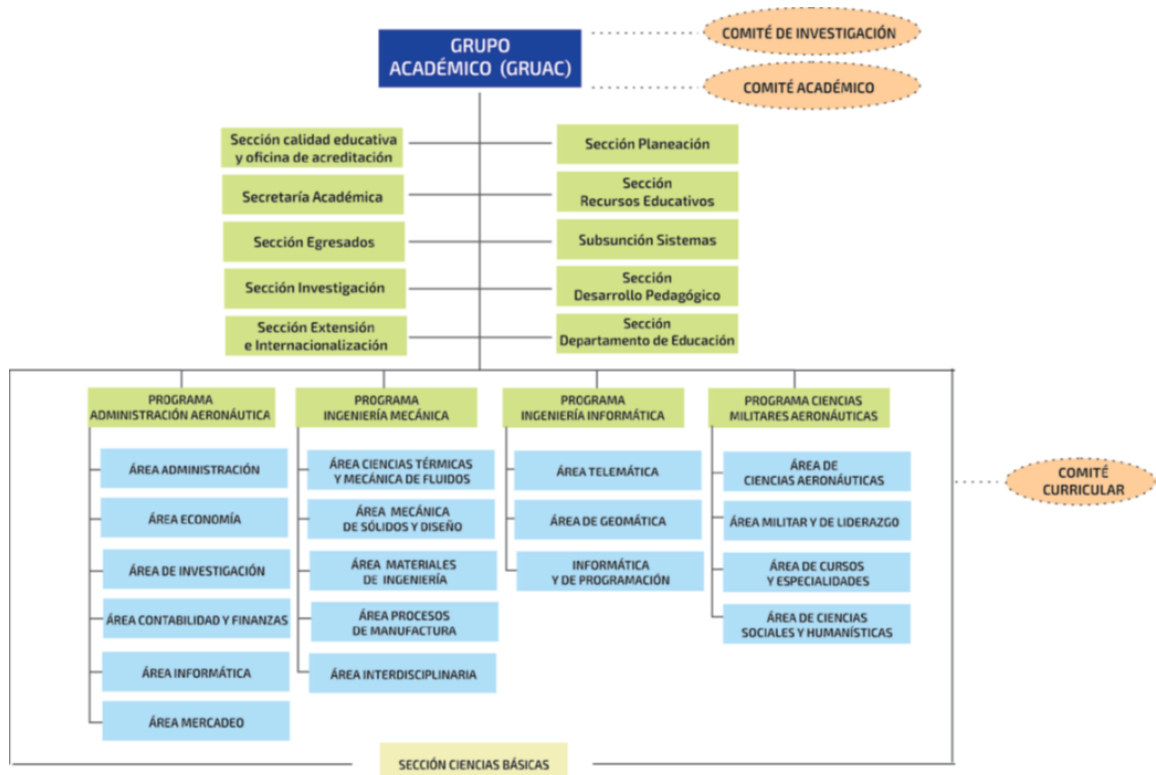 GRUPO
ACADÉMICO (GRUAC)
COMITÉ DE INVESTIGACIÓN
COMITÉ ACADÉMICO
Sección calidad educativa
y oficina de acreditación
Sección Planeación
Secretaría Académica
Sección
Recursos Educativos
Sección Egresados
Subsunción Sistemas
Sección Investigación
Sección
Desarrollo Pedagógico
Sección Extensión
e Internacionalización
Sección
Departamento de Educación
PROGRAMA
ADMINISTRACIÓN AERONÁUTICA
ÁREA ADMINISTRACIÓN
ÁREA ECONOMÍA
ÁREA DE INVESTIGACIÓN
ÁREA CONTABILIDAD Y FINANZAS
ÁREA INFORMÁTICA
ÁREA MERCADEO
PROGRAMA
INGENIERÍA MECÁNICA
ÁREA CIENCIAS TÉRMICAS
Y MECÁNICA DE FLUIDOS
ÁREA MECÁNICA
DE SÓLIDOS Y DISEÑO
ÁREA MATERIALES
DE INGENIERÍA
ÁREA PROCESOS
DE MANUFACTURA
ÁREA INTERDISCIPLINARIA
PROGRAMA
INGENIERÍA INFORMÁTICA
ÁREA TELEMÁTICA
ÁREA DE GEOMÁTICA
INFORMÁTICA
Y DE PROGRAMACIÓN
PROGRAMA CIENCIAS
MILITARES AERONÁUTICAS
ÁREA DE
CIENCIAS AERONÁUTICAS
ÁREA MILITAR Y DE LIDERAZGO
ÁREA DE CURSOS
Y ESPECIALIDADES
ÁREA DE CIENCIAS
SOCIALES Y HUMANÍSTICAS
COMITÉ
CURRICULAR
SECCIÓN CIENCIAS BÁSICAS